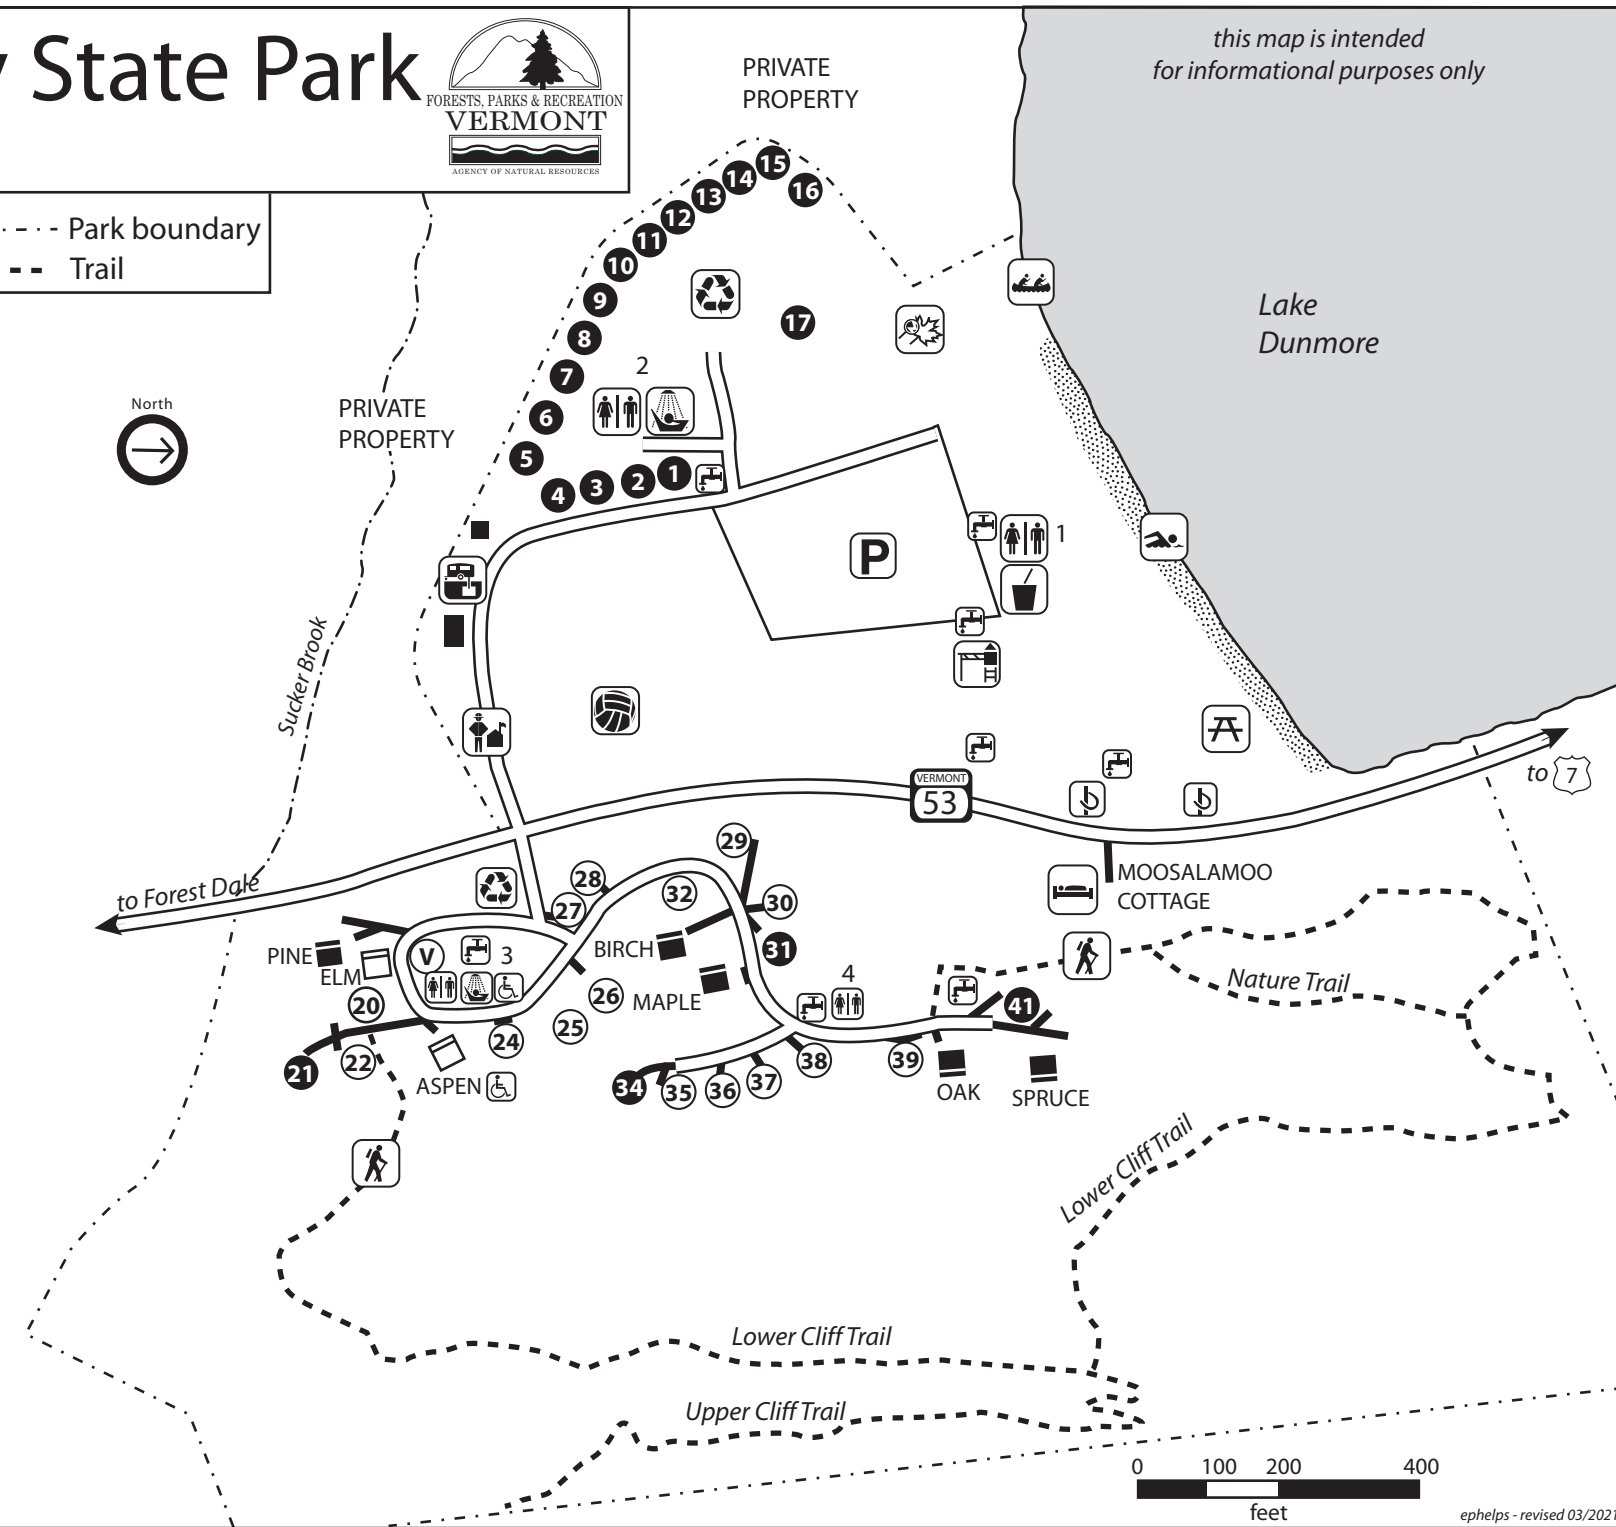 State Park
FORESTS, PARKS & RECREATION
VERMONT
AGENCY OF NATURAL RESOURCES
Park boundary
Trail
PRIVATE
PROPERTY
this map is intended
for informational purposes only
Lake
Dunmore
North
PRIVATE
PROPERTY
15
14
16
13
12
11
10
9
17
8
2
7
6
5
1
2
3
4
P
1
Sucker Brook
VERMONT
53
to 7
to Forest Dale
29
28
32
27
30
MOOSALAMOO
COTTAGE
PINE
V
3
BIRCH
31
ELM
20
26
MAPLE
4
Nature Trail
41
25
24
21
22
ASPEN
34
35
36
37
38
39
OAK
SPRUCE
Lower Cliff Trail
Lower Cliff Trail
Upper Cliff Trail
0 100 200 400
feet
ephelps - revised 03/2021